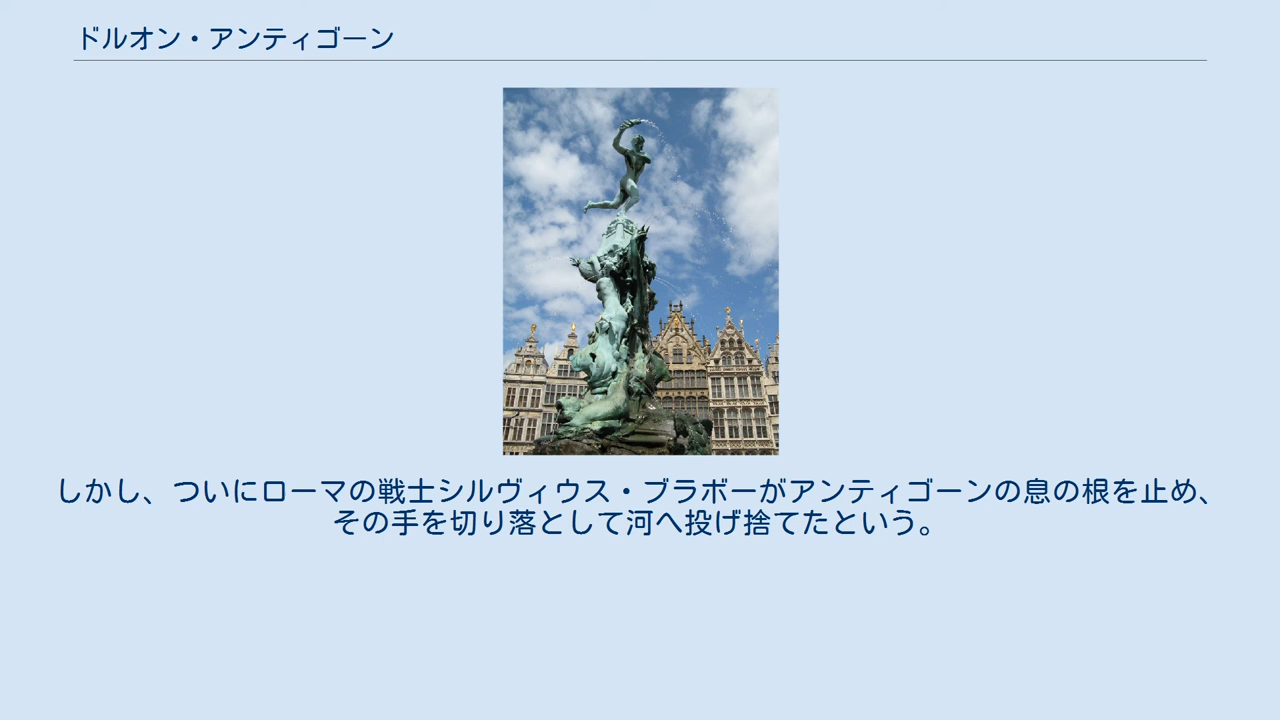 ドルオン・アンティゴーン
しかし、ついにローマの戦士シルヴィウス・ブラボーがアンティゴーンの息の根を止め、
その手を切り落として河へ投げ捨てたという。